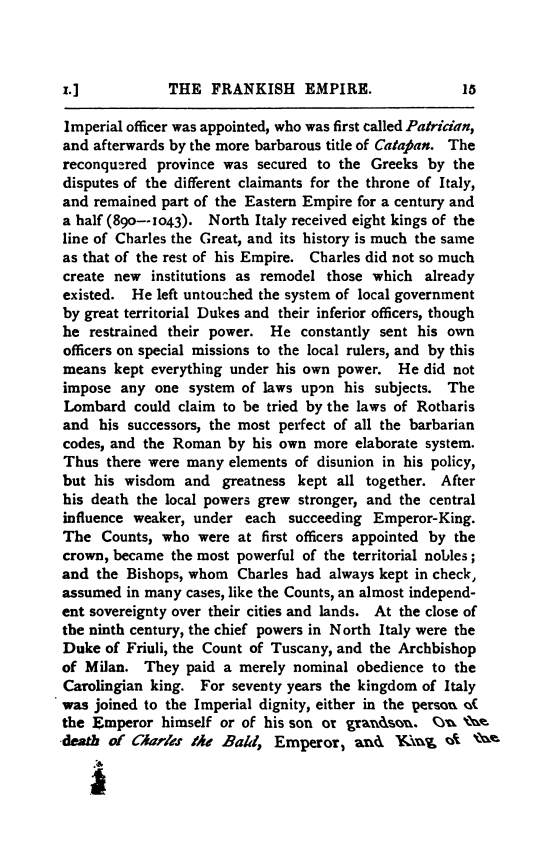 I.] THE FRANKISH EMPIRE. 15
Imperial officer was appointed, who was first called Patrician,
and afterwards by the more barbarous title of Catapan. The
reconquered province was secured to the Greeks by the
disputes of the different claimants for the throne of Italy,
and remained part of the Eastern Empire for a century and
a half (890—1043). North Italy received eight kings of the
line of Charles the Great, and its history is much the same
as that of the rest of his Empire. Charles did not so much
create new institutions as remodel those which already
existed. He left untouched the system of local government
by great territorial Dukes and their inferior officers, though
he restrained their power. He constantly sent his own
officers on special missions to the local rulers, and by this
means kept everything under his own power. He did not
impose any one system of laws upon his subjects. The
Lombard could claim to be tried by the laws of Rotharis
and his successors, the most perfect of all the barbarian
codes, and the Roman by his own more elaborate system.
Thus there were many elements of disunion in his policy,
but his wisdom and greatness kept all together. After
his death the local powers grew stronger, and the central
influence weaker, under each succeeding Emperor-King.
The Counts, who were at first officers appointed by the
crown, became the most powerful of the territorial nobles;
and the Bishops, whom Charles had always kept in check,
assumed in many cases, like the Counts, an almost independ-
ent sovereignty over their cities and lands. At the close of
the ninth century, the chief powers in North Italy were the
Duke of Friuli, the Count of Tuscany, and the Archbishop
of Milan. They paid a merely nominal obedience to the
Carolingian king. For seventy years the kingdom of Italy
was joined to the Imperial dignity, either in the person of
the Emperor himself or of his son or grandson. On the
death of Charles the Bald, Emperor, and King of the